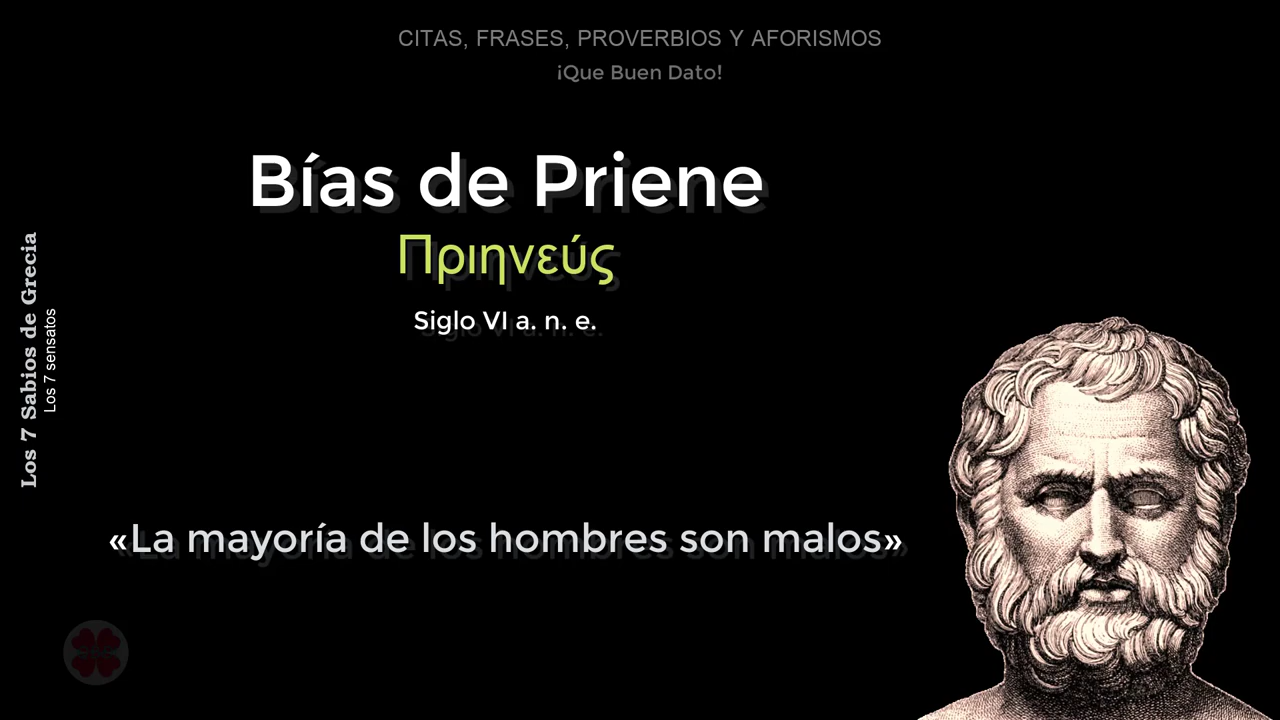 CITAS, FRASES, PROVERBIOS Y AFORISMOS
¡Que Buen Dato!
Bías de Priene
Πριηνεύς
Siglo VI a. n. e.
Los 7 Sabios de Grecia
Los 7 sensatos
«La mayoría de los hombres son malos»